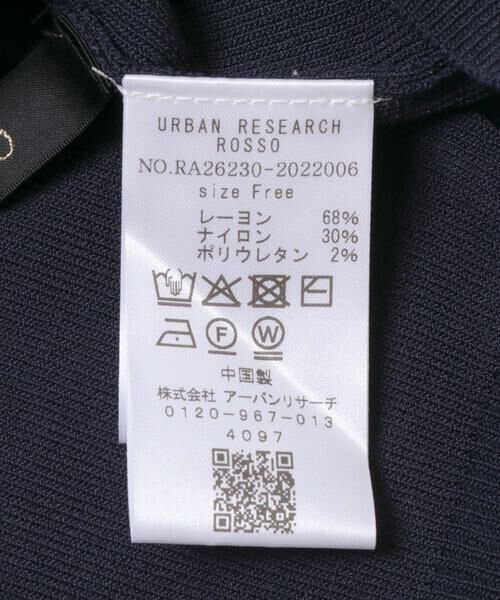 URBAN RESEARCH
ROSSO
NO.RA26230-2022006
size Free
レーヨン 68%
ナイロン 30%
ポリウレタン 2%
F W
中国製
株式会社 アーバンリサーチ
0120-967-013
4097